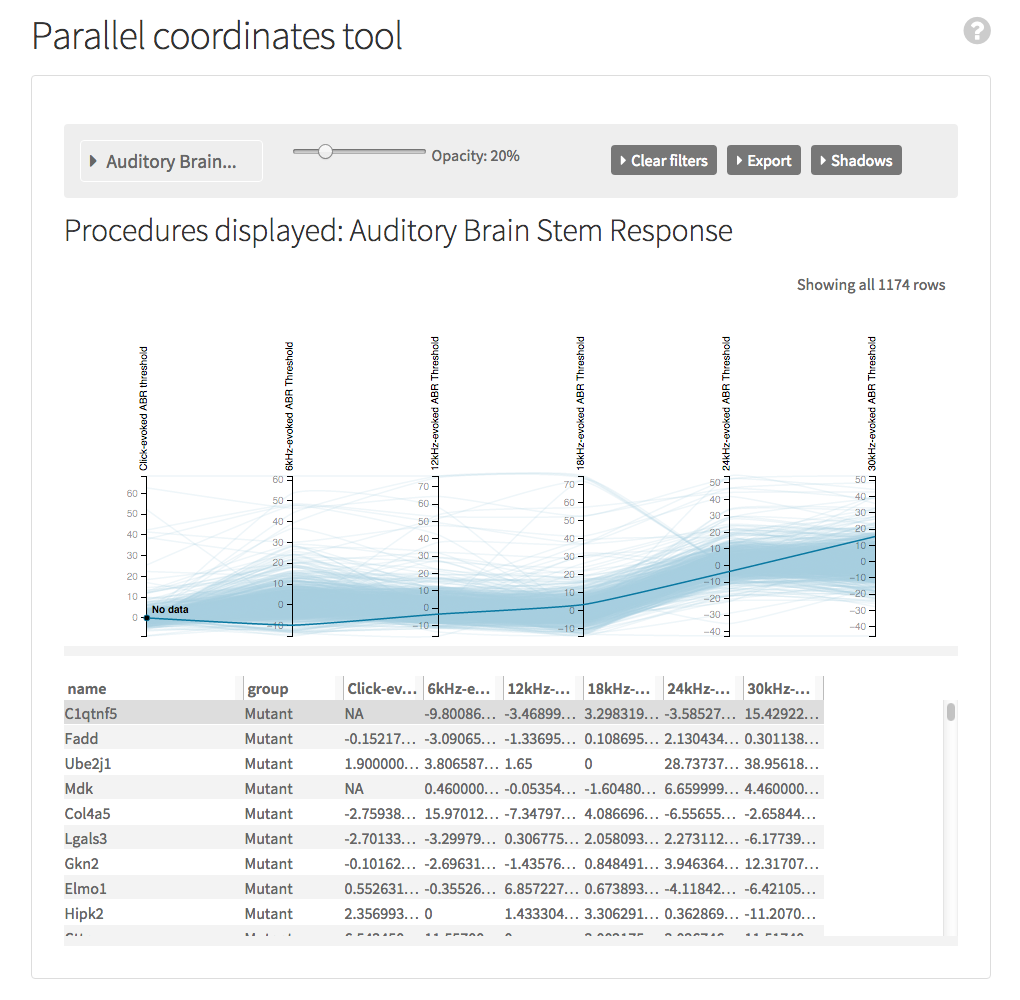 Parallel coordinates tool
?
Auditory Brain...
Opacity: 20%
Clear filters
Export
Shadows
Procedures displayed: Auditory Brain Stem Response
Showing all 1174 rows
Click-evoked ABR threshold
6kHz-evoked ABR Threshold
12kHz-evoked ABR Threshold
18kHz-evoked ABR Threshold
24kHz-evoked ABR Threshold
30kHz-evoked ABR Threshold
60
50
40
30
20
10
0
60
50
40
30
20
10
0
−10
70
60
50
40
30
20
10
0
−10
70
60
50
40
30
20
10
0
−10
50
40
30
20
10
0
−10
−20
−30
−40
50
40
30
20
10
0
−10
−20
−30
−40
No data
name group Click-ev... 6kHz-e... 12kHz-... 18kHz-... 24kHz-... 30kHz-...
C1qtnf5 Mutant NA -9.80086... -3.46899... 3.298319... -3.58527... 15.42922...
Fadd Mutant -0.15217... -3.09065... -1.33695... 0.108695... 2.130434... 0.301138...
Ube2j1 Mutant 1.900000... 3.806587... 1.65 0 28.73737... 38.95618...
Mdk Mutant NA 0.460000... -0.05354... -1.60480... 6.659999... 4.460000...
Col4a5 Mutant -2.75938... 15.97012... -7.34797... 4.086696... -6.55655... -2.65844...
Lgals3 Mutant -2.70133... -3.29979... 0.306775... 2.058093... 2.273112... -6.17739...
Gkn2 Mutant -0.10162... -2.69631... -1.43576... 0.848491... 3.946364... 12.31707...
Elmo1 Mutant 0.552631... -0.35526... 6.857227... 0.673893... -4.11842... -6.42105...
Hipk2 Mutant 2.356993... 0 1.433304... 3.306291... 0.362869... -11.2070...